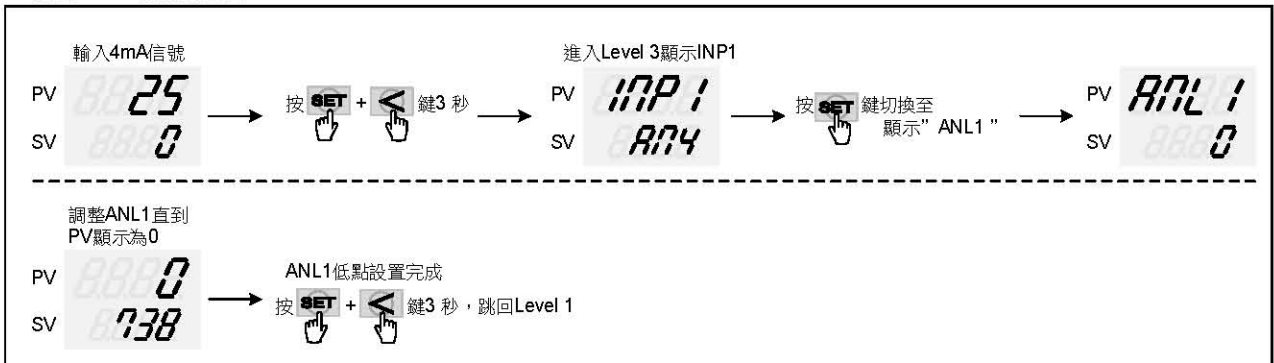 輸入4mA信號
PV 25
SV 0
按 SET + < 鍵3 秒
進入Level 3顯示INP1
PV INP1
SV AN4
按 SET 鍵切換至
顯示” ANL1 ”
PV ANL1
SV 0
調整ANL1直到
PV顯示為0
PV 0
SV 738
ANL1低點設置完成
按 SET + < 鍵3 秒，跳回Level 1